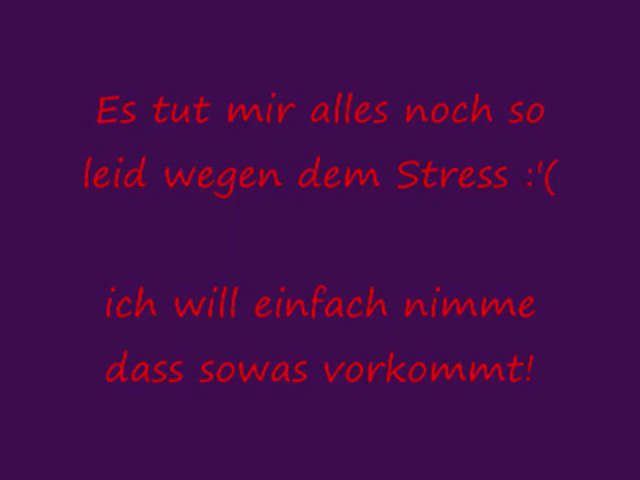 Es tut mir alles noch so
leid wegen dem Stress :'(
ich will einfach nimme
dass sowas vorkommt!